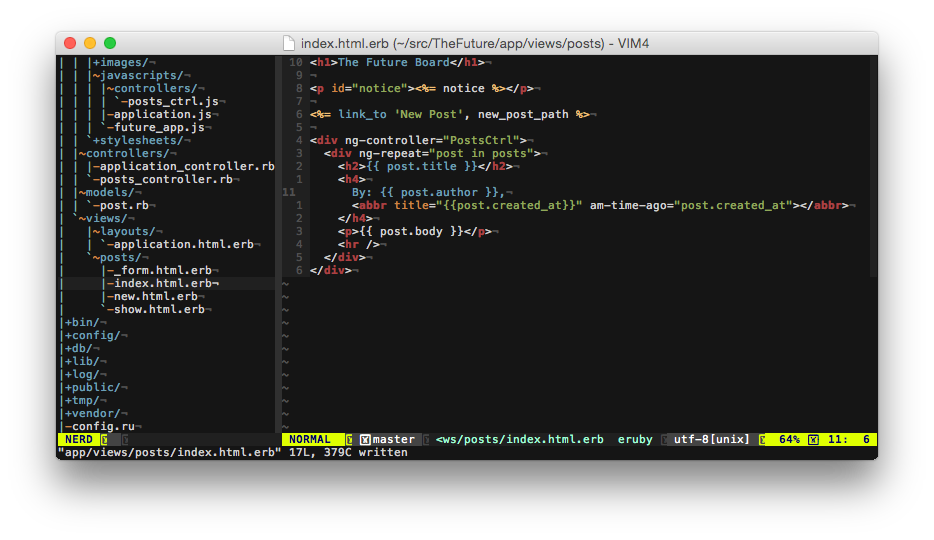 index.html.erb (~/src/TheFuture/app/views/posts) - VIM4
| | |+images/¬
| | |~javascripts/¬
| | | |~controllers/¬
| | | | `-posts_ctrl.js¬
| | | |-application.js¬
| | | `-future_app.js¬
| | `+stylesheets/¬
| |~controllers/¬
| | |-application_controller.rb
| | `-posts_controller.rb¬
| |~models/¬
| | `-post.rb¬
| `~views/¬
|   |~layouts/¬
|   | `-application.html.erb¬
|   `~posts/¬
|     |-_form.html.erb¬
|     |-index.html.erb¬
|     |-new.html.erb¬
|     `-show.html.erb¬
|+bin/¬
|+config/¬
|+db/¬
|+lib/¬
|+log/¬
|+public/¬
|+tmp/¬
|+vendor/¬
|-config.ru¬
NERD
10 <h1>The Future Board</h1>¬
9 ¬
8 <p id="notice"><%= notice %></p>¬
7 ¬
6 <%= link_to 'New Post', new_post_path %>¬
5 ¬
4 <div ng-controller="PostsCtrl">¬
3   <div ng-repeat="post in posts">¬
2     <h2>{{ post.title }}</h2>¬
1     <h4>¬
11       By: {{ post.author }},¬
1       <abbr title="{{post.created_at}}" am-time-ago="post.created_at"></abbr>¬
2     </h4>¬
3     <p>{{ post.body }}</p>¬
4     <hr />¬
5   </div>¬
6 </div>¬
~
~
~
~
~
~
~
~
~
~
~
~
NORMAL master <ws/posts/index.html.erb eruby utf-8[unix] 64% 11: 6
"app/views/posts/index.html.erb" 17L, 379C written